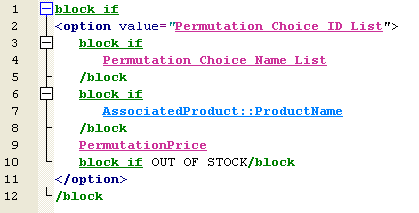 1 block if
2 <option value="Permutation Choice ID List">
3 block if
4 Permutation Choice Name List
5 /block
6 block if
7 AssociatedProduct::ProductName
8 /block
9 PermutationPrice
10 block if OUT OF STOCK/block
11 </option>
12 /block